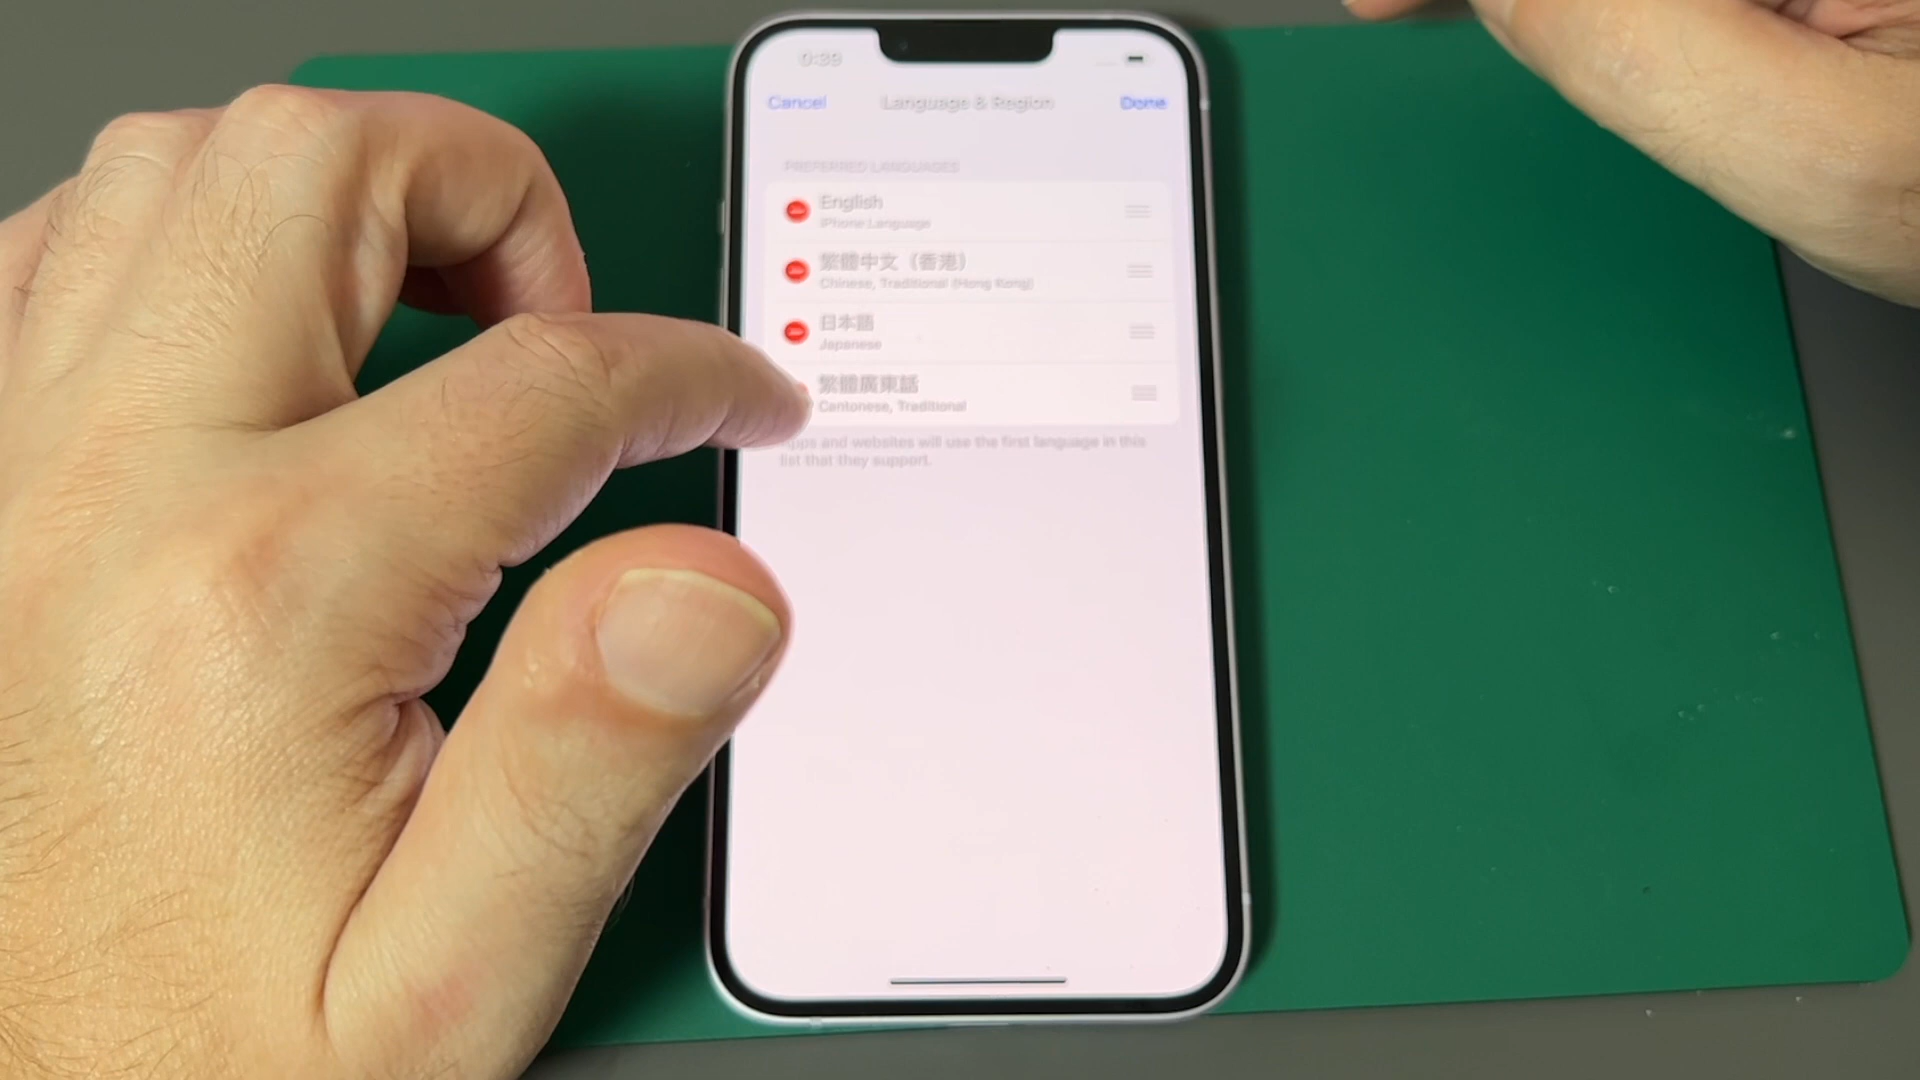 0:39
Cancel Language & Region Done
PREFERRED LANGUAGES
English
iPhone Language
繁體中文（香港）
Chinese, Traditional (Hong Kong)
日本語
Japanese
繁體廣東話
Cantonese, Traditional
Apps and websites will use the first language in this
list that they support.